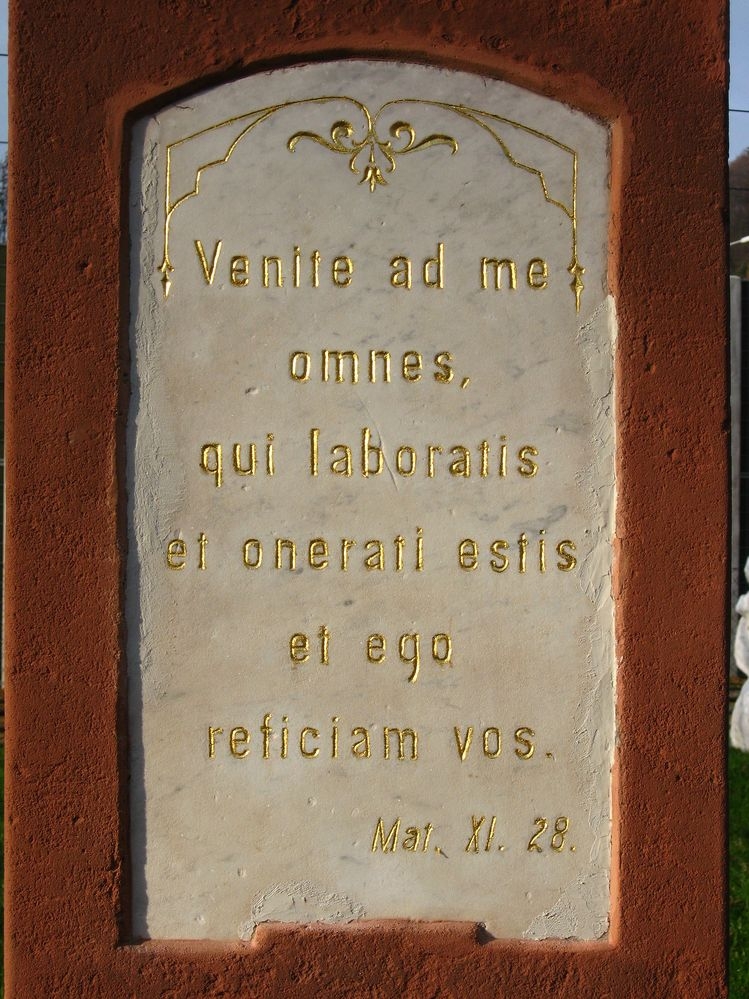 Venite ad me
omnes,
qui laboratis
et onerati estis
et ego
reficiam vos.
Mat. XI. 28.